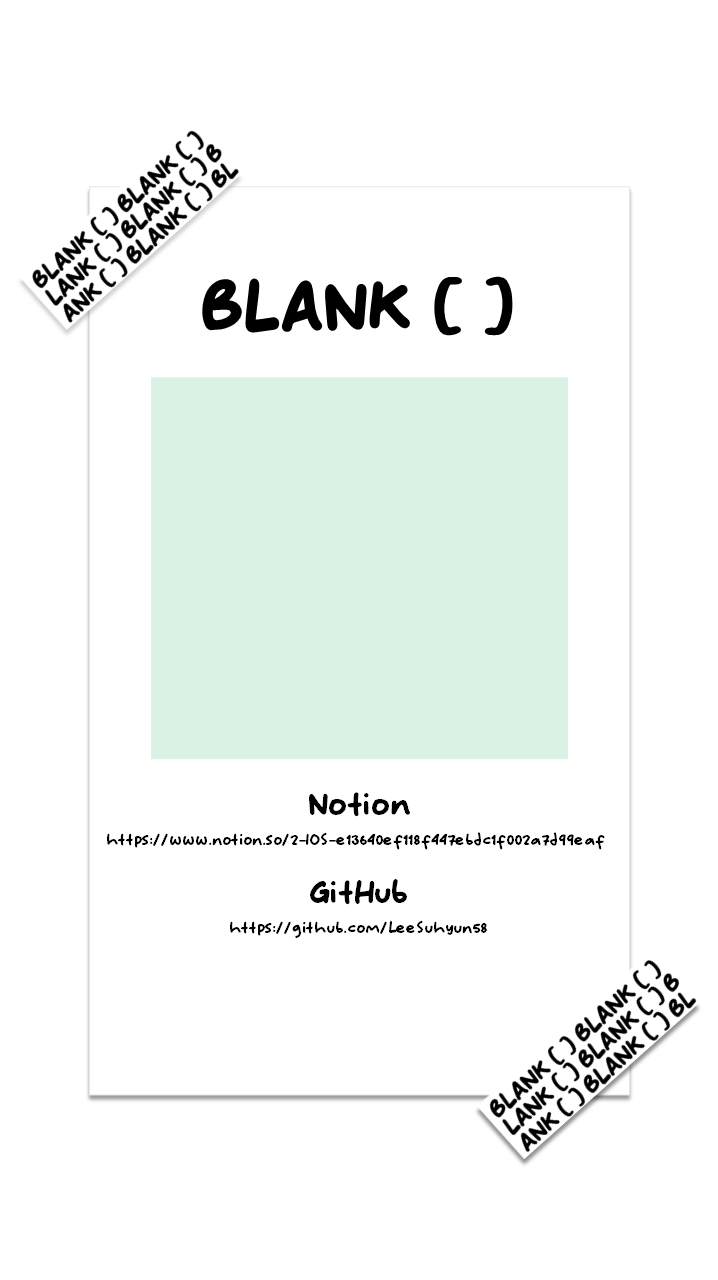 BLANK ( ) BLANK ( )
LANK ( ) BLANK ( ) B
ANK ( ) BLANK ( ) BL
BLANK ( )
Notion
https://www.notion.so/2-IOS-e13640ef118f447ebdc1f002a7d99eaf
GitHub
https://github.com/LeeSuhyun58
BLANK ( ) BLANK ( )
LANK ( ) BLANK ( ) B
ANK ( ) BLANK ( ) BL